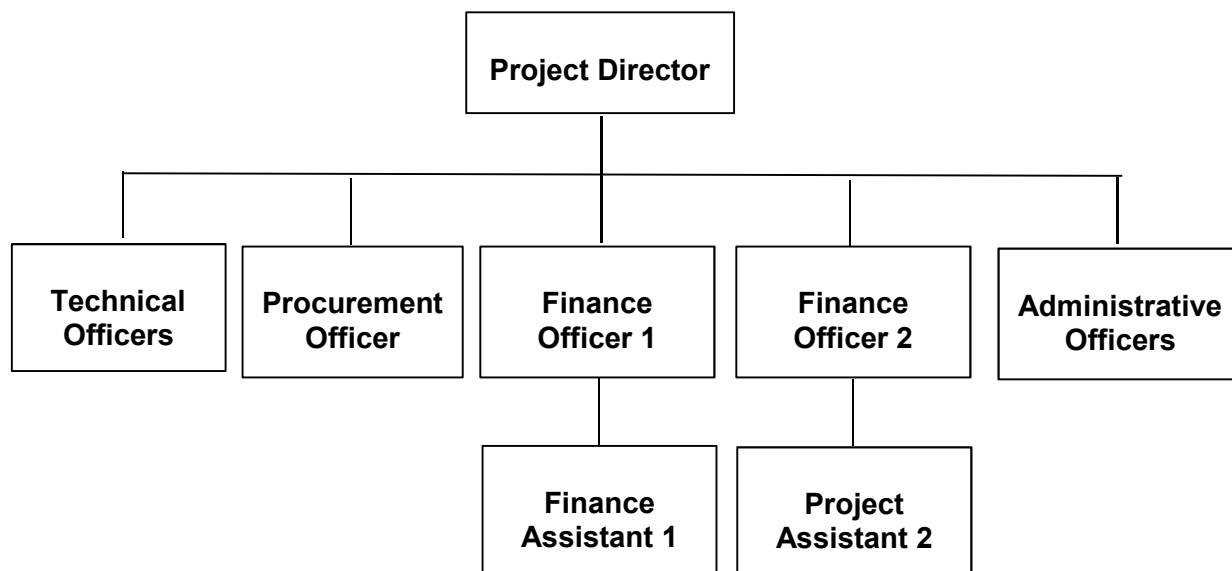 Project Director
Technical
Officers
Procurement
Officer
Finance
Officer 1
Finance
Officer 2
Administrative
Officers
Finance
Assistant 1
Project
Assistant 2